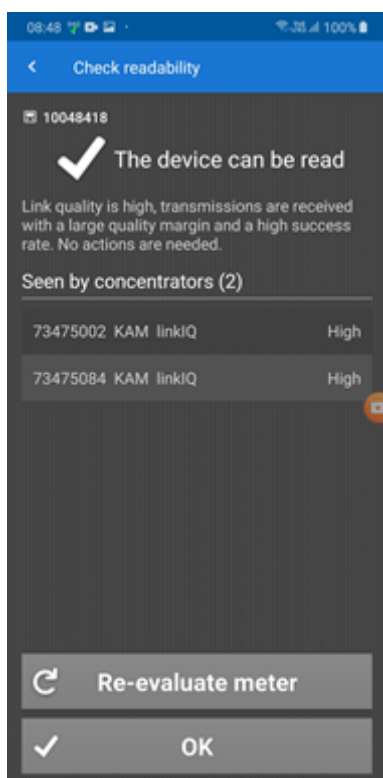 08:48
100%
Check readability
10048418
The device can be read
Link quality is high, transmissions are received
with a large quality margin and a high success
rate. No actions are needed.
Seen by concentrators (2)
73475002 KAM linkIQ High
73475084 KAM linkIQ High
Re-evaluate meter
OK